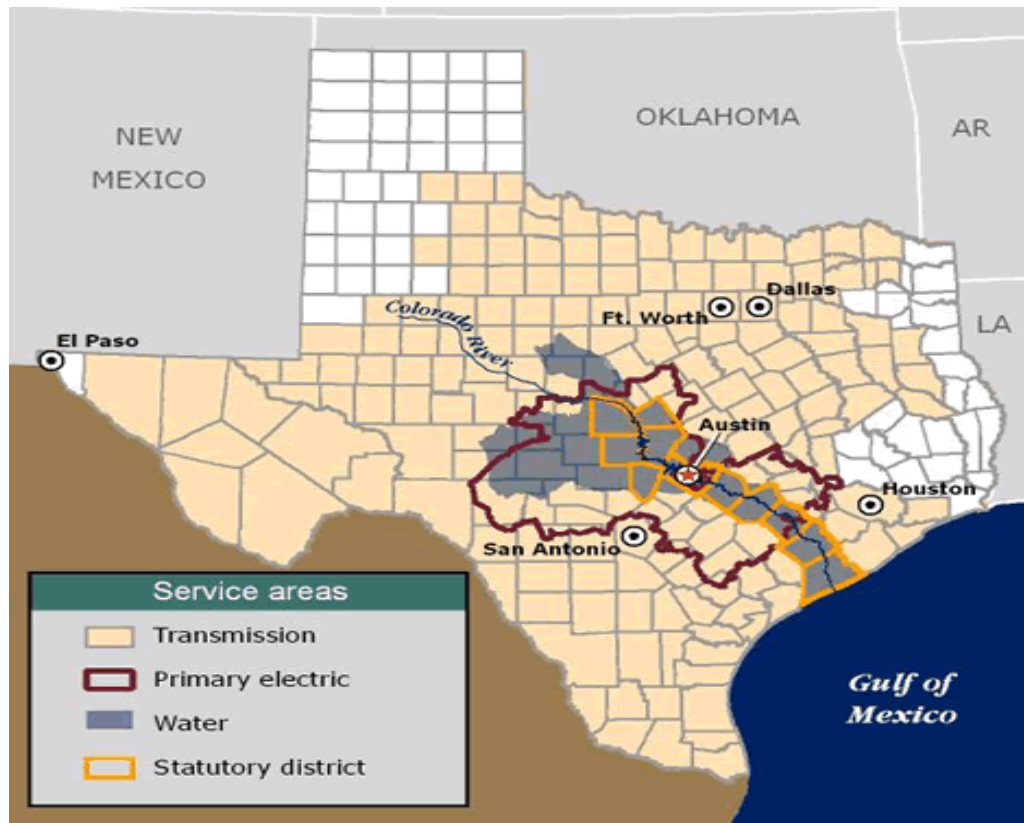 OKLAHOMA
AR
NEW
MEXICO
Dallas
Colorado River
Ft. Worth
LA
El Paso
Austin
Houston
San Antonio
Service areas
Transmission
Primary electric
Water
Statutory district
Gulf of
Mexico